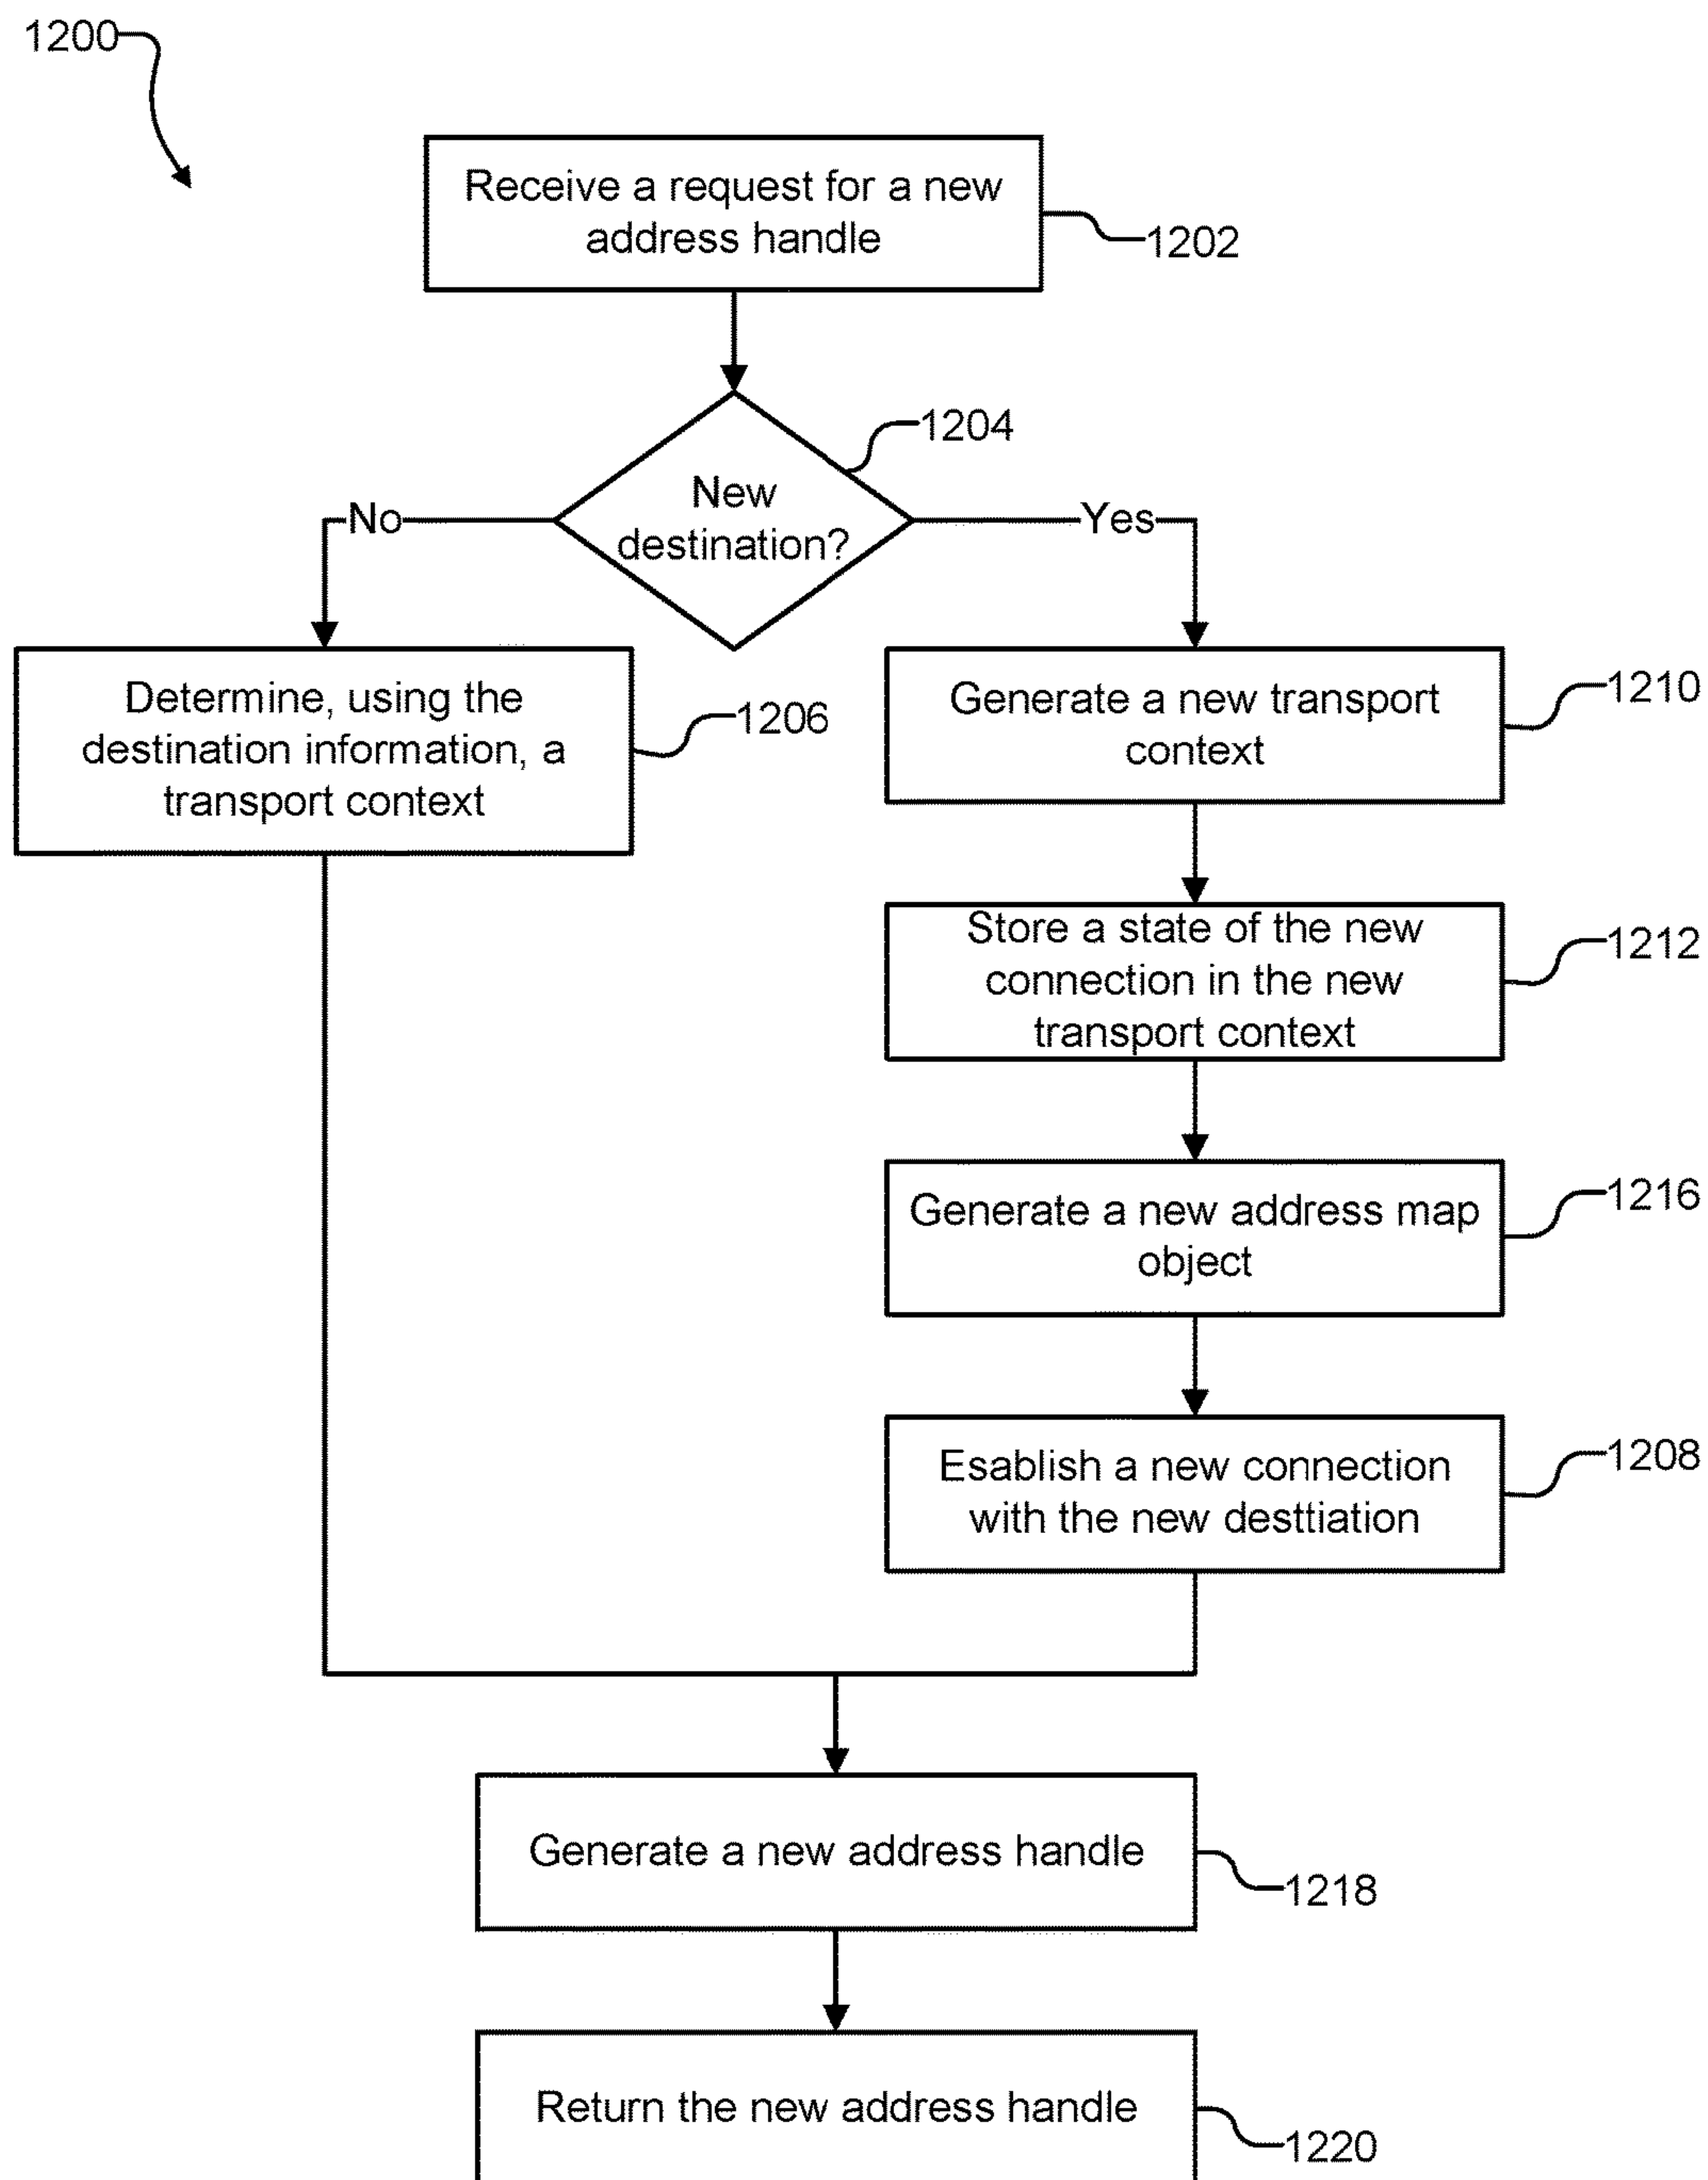 1200
Receive a request for a new
address handle
1202
1204
New
destination?
No
Yes
Determine, using the
destination information, a
transport context
1206
Generate a new transport
context
1210
Store a state of the new
connection in the new
transport context
1212
Generate a new address map
object
1216
Esablish a new connection
with the new desttiation
1208
Generate a new address handle
1218
Return the new address handle
1220